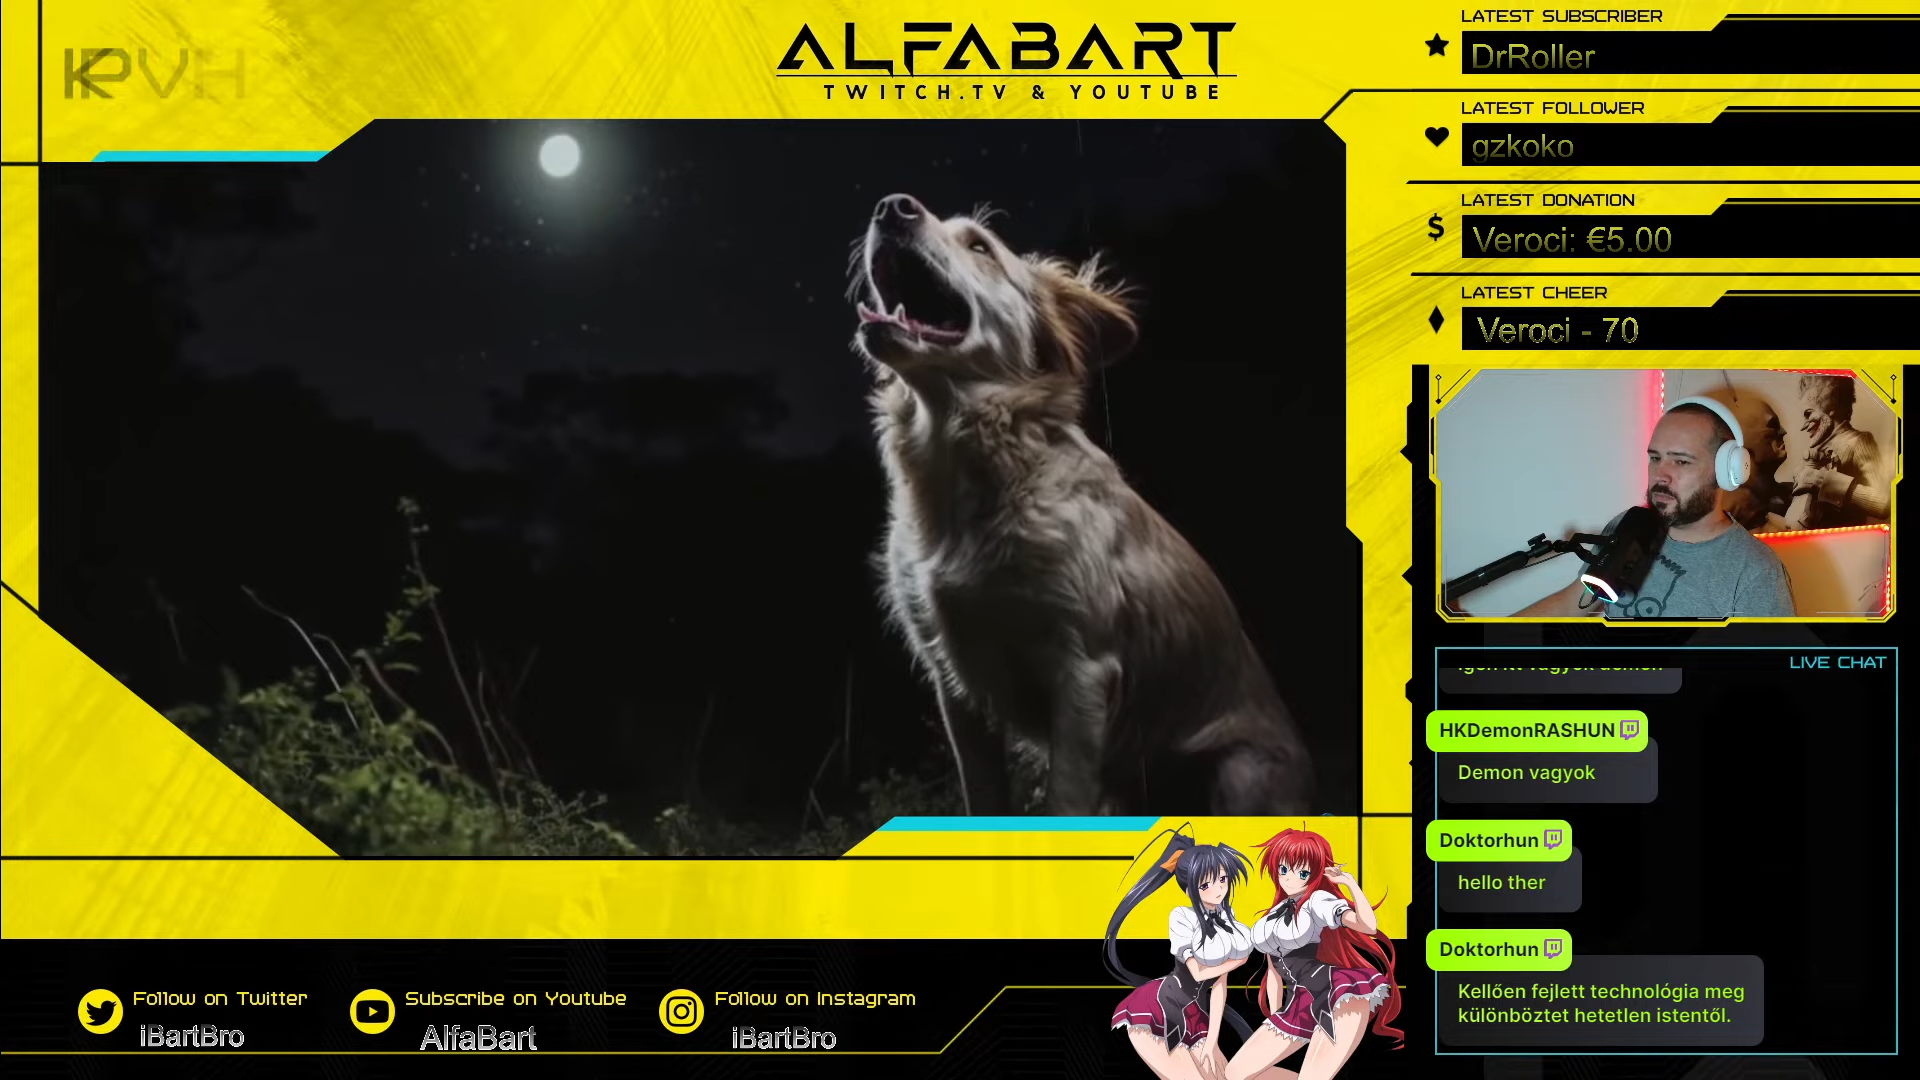 ALFABART
TWITCH.TV & YOUTUBE
LATEST SUBSCRIBER
DrRoller
LATEST FOLLOWER
gzkoko
LATEST DONATION
$
Veroci: €5.00
LATEST CHEER
Veroci - 70
LIVE CHAT
HKDemonRASHUN
Demon vagyok
Doktorhun
hello ther
Doktorhun
Kellően fejlett technológia meg
különböztet hetetlen istentől.
Follow on Twitter
iBartBro
Subscribe on Youtube
AlfaBart
Follow on Instagram
iBartBro